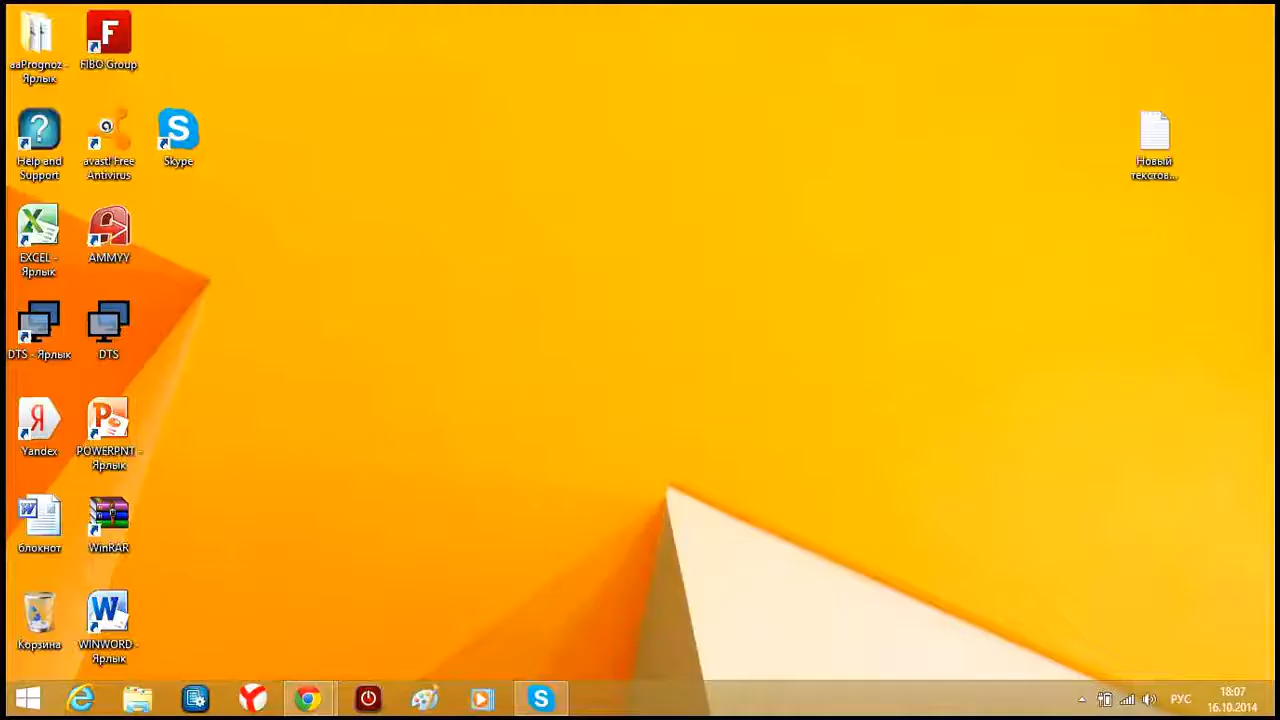 aaPrognoz -
Ярлык
FIBO Group
Help and
Support
avast! Free
Antivirus
Skype
Новый
текстов...
EXCEL -
Ярлык
AMMYY
DTS - Ярлык
DTS
Yandex
POWERPNT -
Ярлык
блокнот
WinRAR
Корзина
WINWORD -
Ярлык
РУС
18:07
16.10.2014